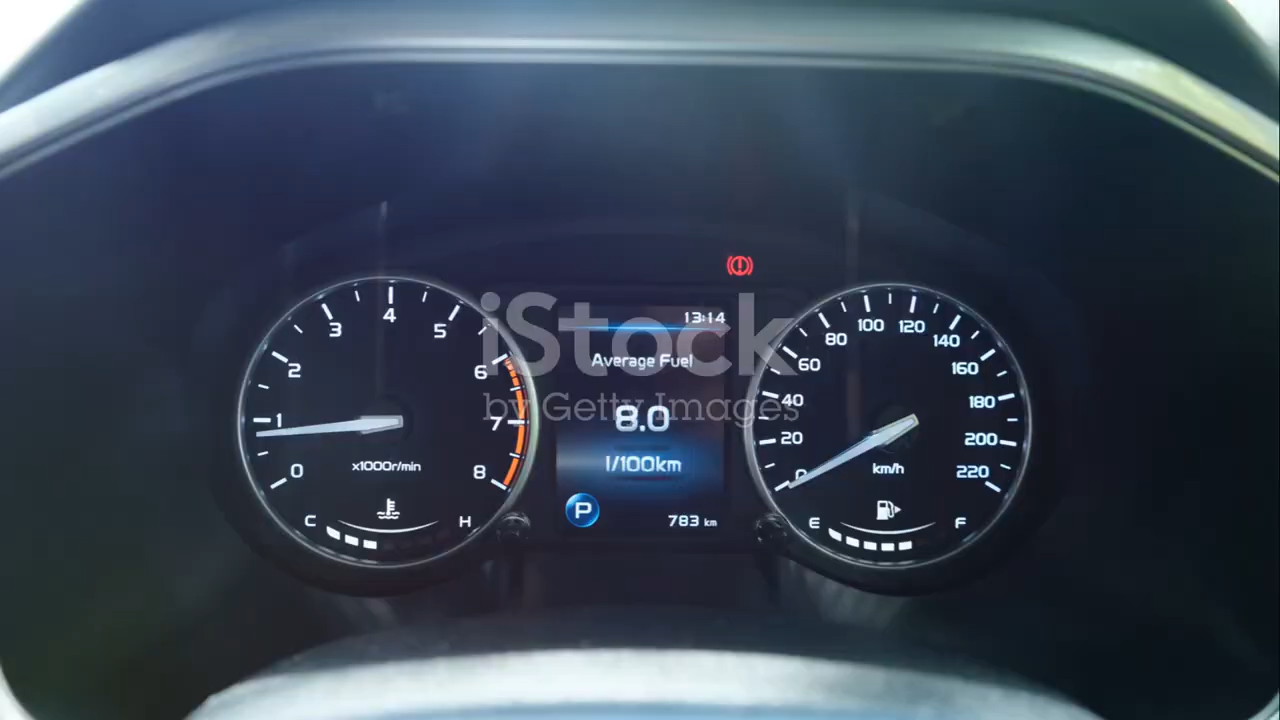 13:14
Average Fuel
8.0
l/100km
P
783 km
0 1 2 3 4 5 6 7 8
x1000r/min
C H
0 20 40 60 80 100 120 140 160 180 200 220
km/h
E F
iStock
by Getty Images